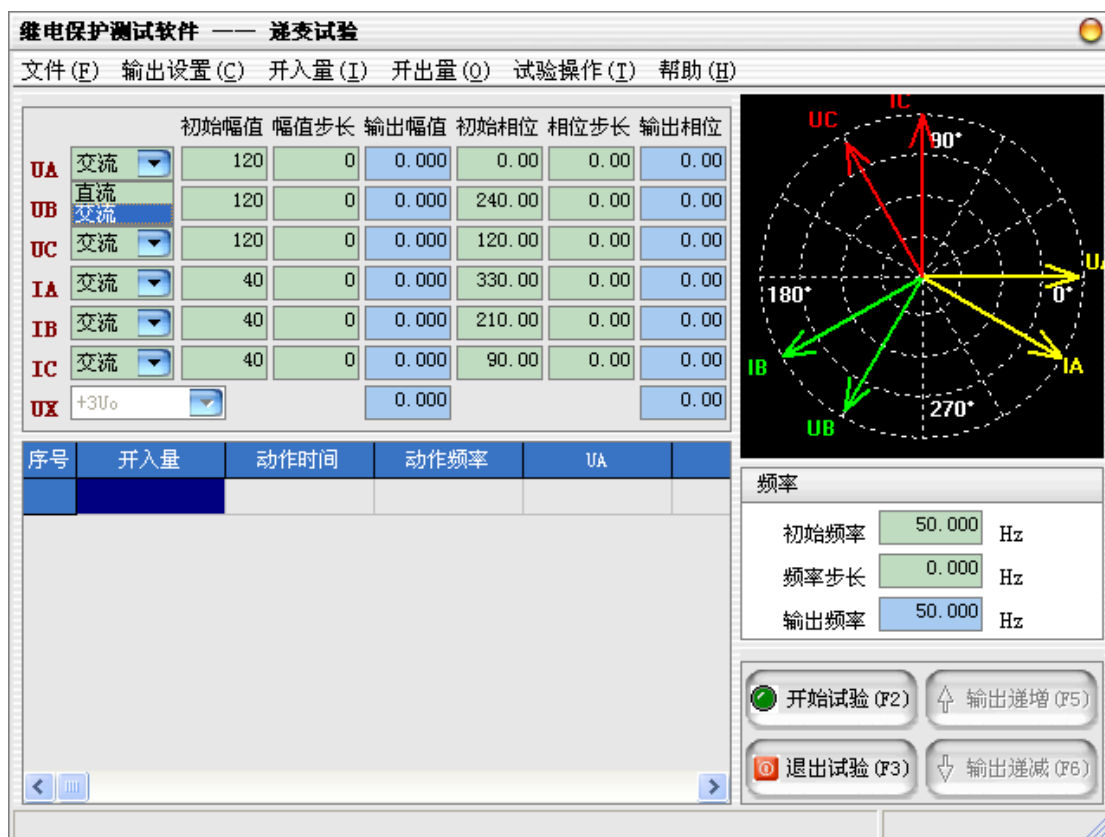 继电保护测试软件 —— 递变试验
文件(F) 输出设置(C) 开入量(I) 开出量(O) 试验操作(T) 帮助(H)
初始幅值 幅值步长 输出幅值 初始相位 相位步长 输出相位
UA 交流 120 0 0.000 0.00 0.00 0.00
直流
交流
UB 120 0 0.000 240.00 0.00 0.00
UC 交流 120 0 0.000 120.00 0.00 0.00
IA 交流 40 0 0.000 330.00 0.00 0.00
IB 交流 40 0 0.000 210.00 0.00 0.00
IC 交流 40 0 0.000 90.00 0.00 0.00
UX +3Uo 0.000 0.00
IC
UC
90°
UA
180°
0°
IB
IA
270°
UB
序号 开入量 动作时间 动作频率 UA
频率
初始频率 50.000 Hz
频率步长 0.000 Hz
输出频率 50.000 Hz
开始试验(F2) 输出递增(F5)
退出试验(F3) 输出递减(F6)